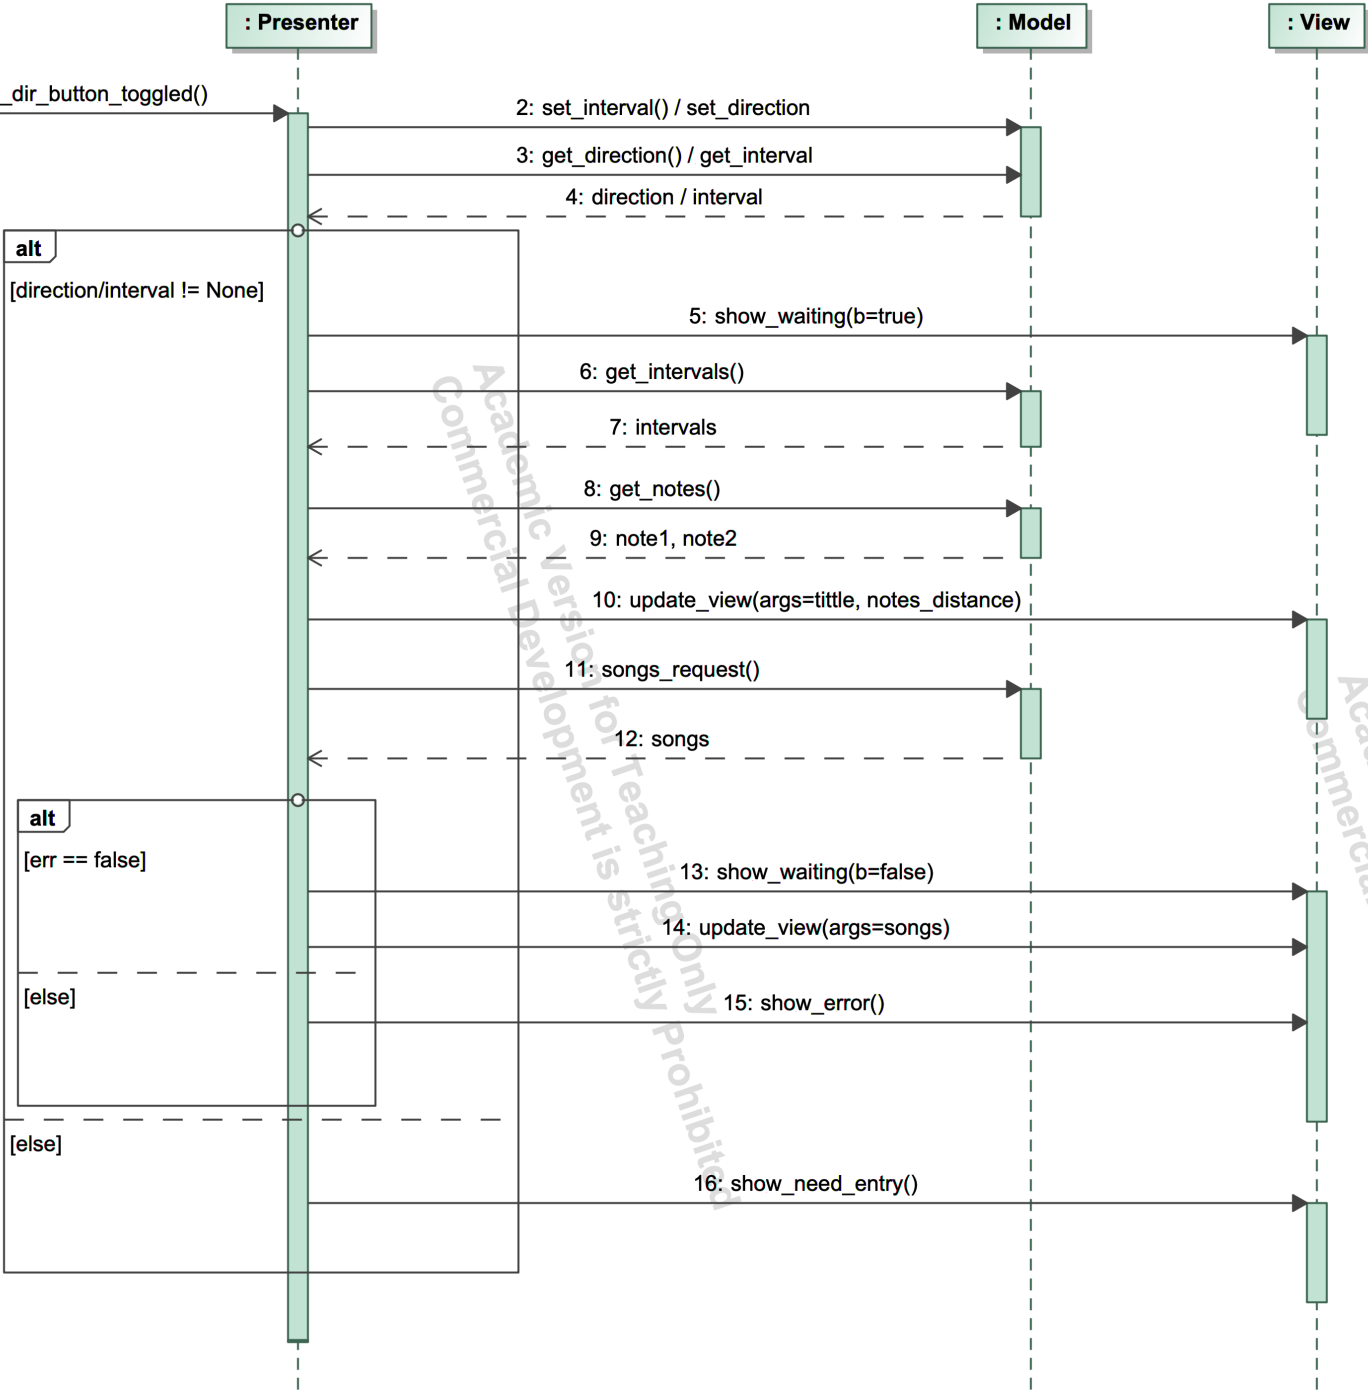 : Presenter
: Model
: View
_dir_button_toggled()
2: set_interval() / set_direction
3: get_direction() / get_interval
4: direction / interval
alt
[direction/interval != None]
5: show_waiting(b=true)
6: get_intervals()
7: intervals
8: get_notes()
9: note1, note2
10: update_view(args=tittle, notes_distance)
11: songs_request()
12: songs
alt
[err == false]
13: show_waiting(b=false)
14: update_view(args=songs)
[else]
15: show_error()
[else]
16: show_need_entry()
Academic Version for Teaching Only
Commercial Development is strictly Prohibited
Aca
Commercial